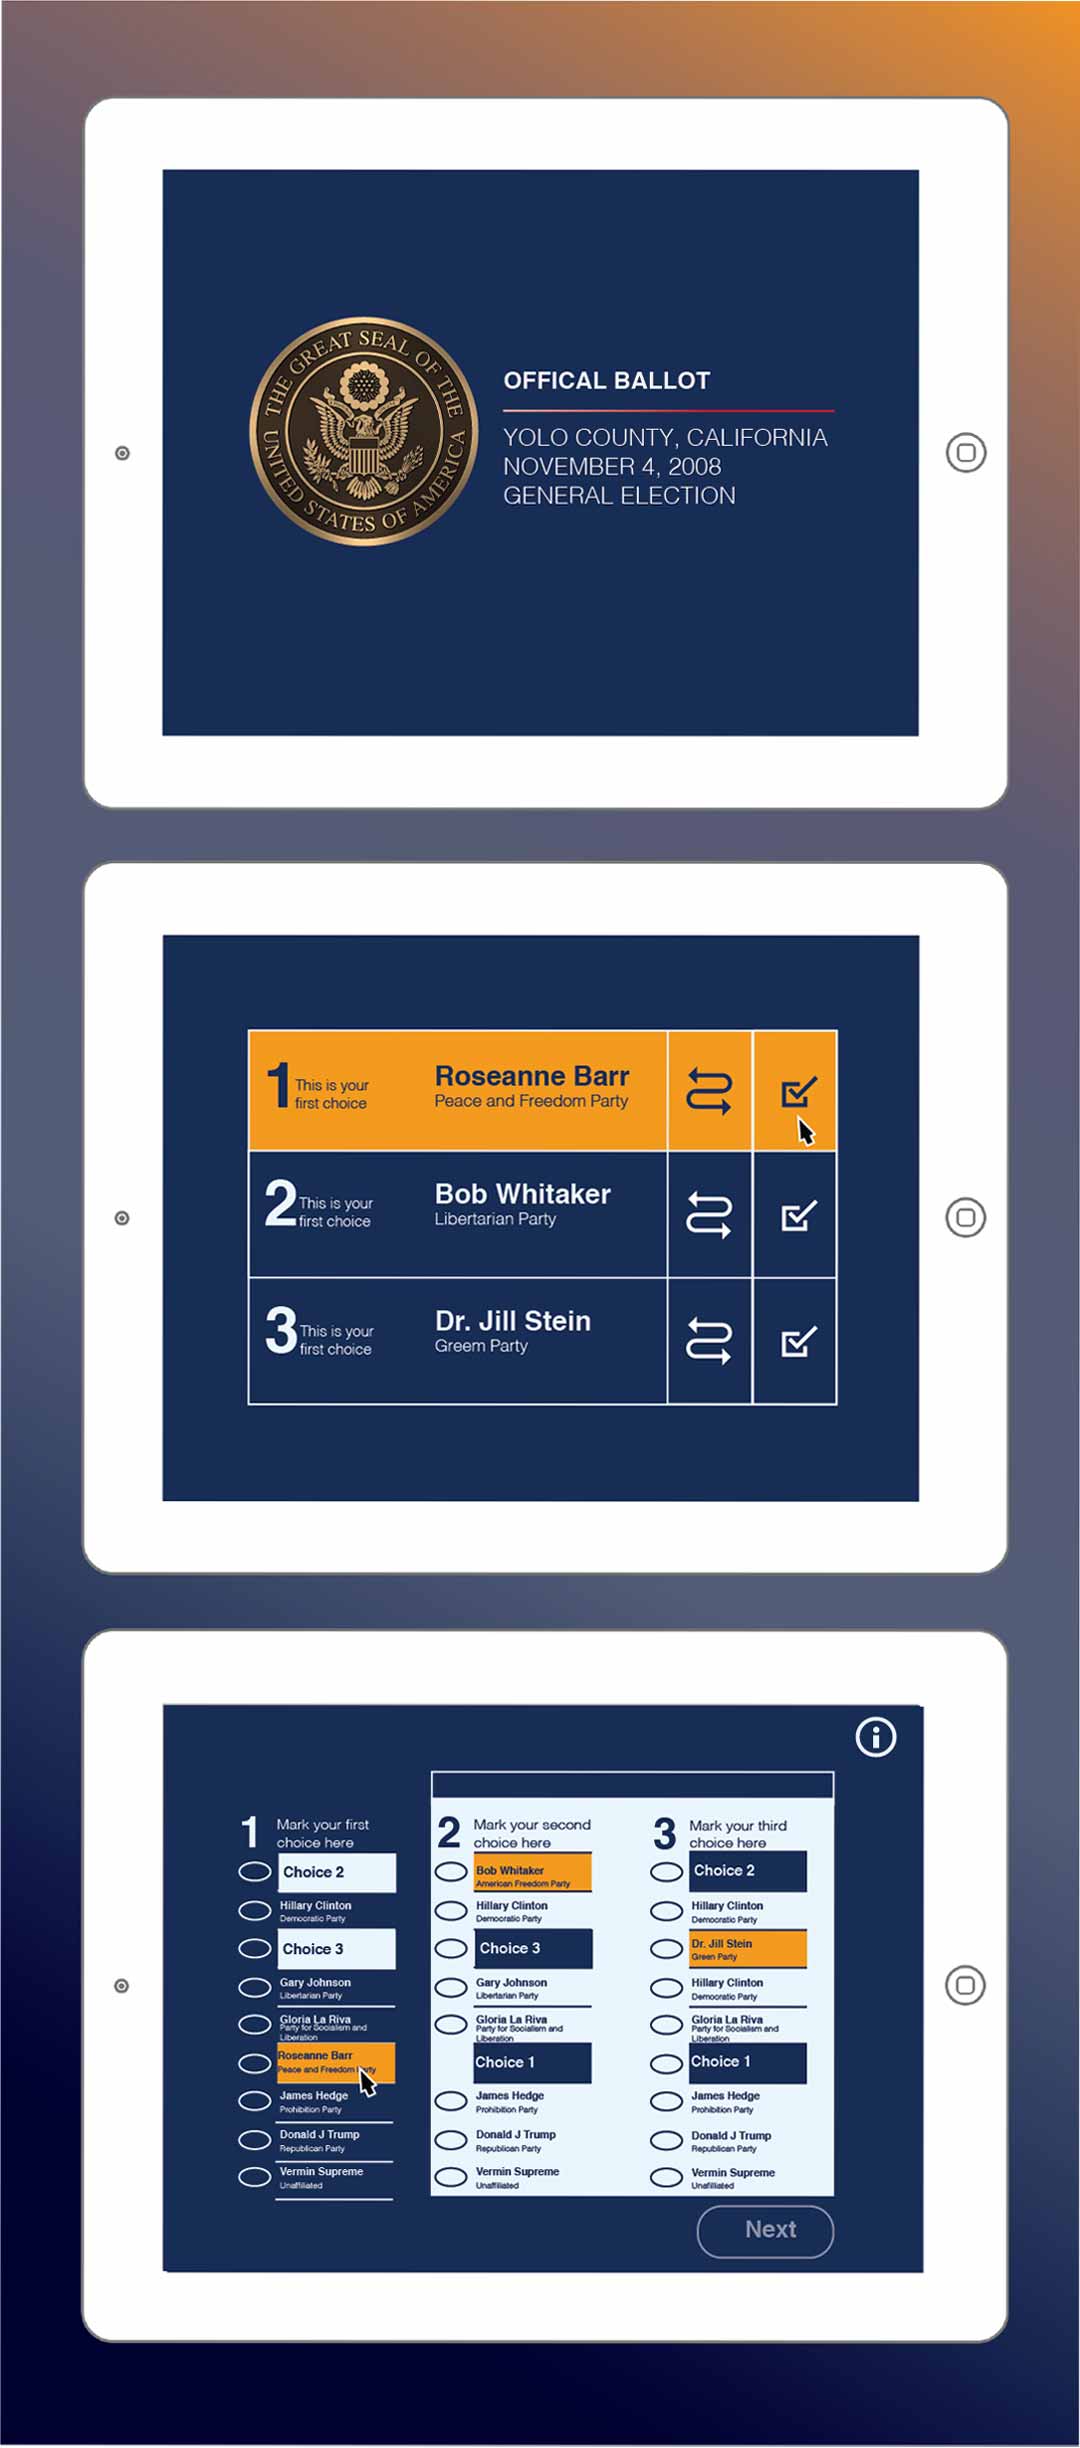 THE GREAT SEAL OF THE
UNITED STATES OF AMERICA
OFFICAL BALLOT
YOLO COUNTY, CALIFORNIA
NOVEMBER 4, 2008
GENERAL ELECTION
1 This is your
first choice
Roseanne Barr
Peace and Freedom Party
2 This is your
first choice
Bob Whitaker
Libertarian Party
3 This is your
first choice
Dr. Jill Stein
Greem Party
i
1 Mark your first
choice here
Choice 2
Hillary Clinton
Democratic Party
Choice 3
Gary Johnson
Libertarian Party
Gloria La Riva
Party for Socialism and
Liberation
Roseanne Barr
Peace and Freedom Party
James Hedge
Prohibition Party
Donald J Trump
Republican Party
Vermin Supreme
Unaffiliated
2 Mark your second
choice here
Bob Whitaker
American Freedom Party
Hillary Clinton
Democratic Party
Choice 3
Gary Johnson
Libertarian Party
Gloria La Riva
Party for Socialism and
Liberation
Choice 1
James Hedge
Prohibition Party
Donald J Trump
Republican Party
Vermin Supreme
Unaffiliated
3 Mark your third
choice here
Choice 2
Hillary Clinton
Democratic Party
Dr. Jill Stein
Green Party
Hillary Clinton
Democratic Party
Gloria La Riva
Party for Socialism and
Liberation
Choice 1
James Hedge
Prohibition Party
Donald J Trump
Republican Party
Vermin Supreme
Unaffiliated
Next